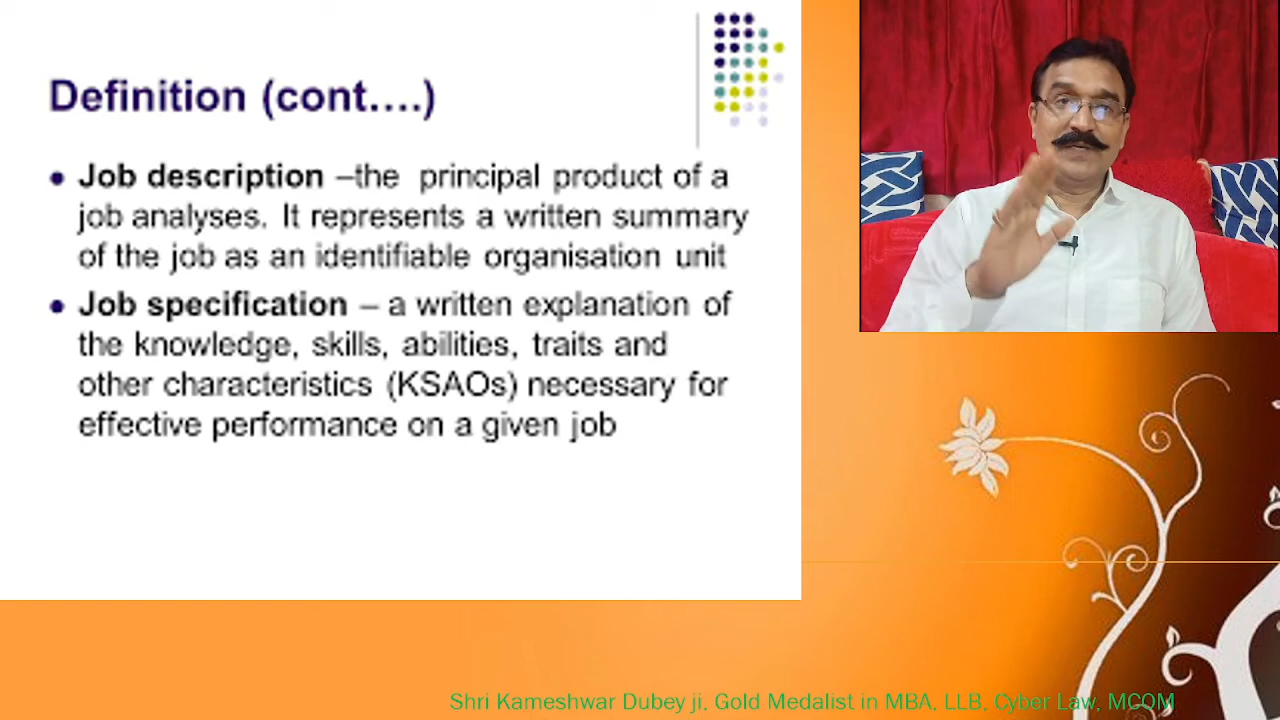 Definition (cont....)
Job description –the principal product of a
job analyses. It represents a written summary
of the job as an identifiable organisation unit
Job specification – a written explanation of
the knowledge, skills, abilities, traits and
other characteristics (KSAOs) necessary for
effective performance on a given job
Shri Kameshwar Dubey ji, Gold Medalist in MBA, LLB, Cyber Law, MCOM